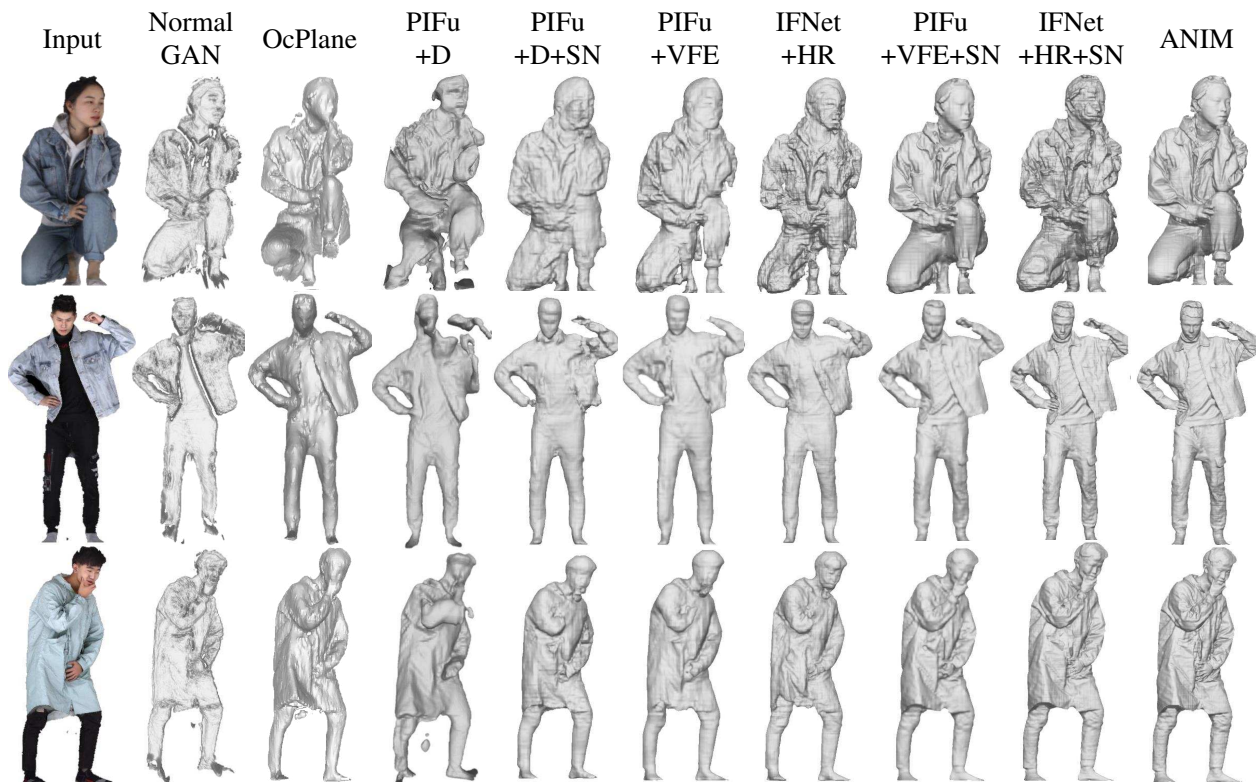 Input
Normal
GAN
OcPlane
PIFu
+D
PIFu
+D+SN
PIFu
+VFE
IFNet
+HR
PIFu
+VFE+SN
IFNet
+HR+SN
ANIM